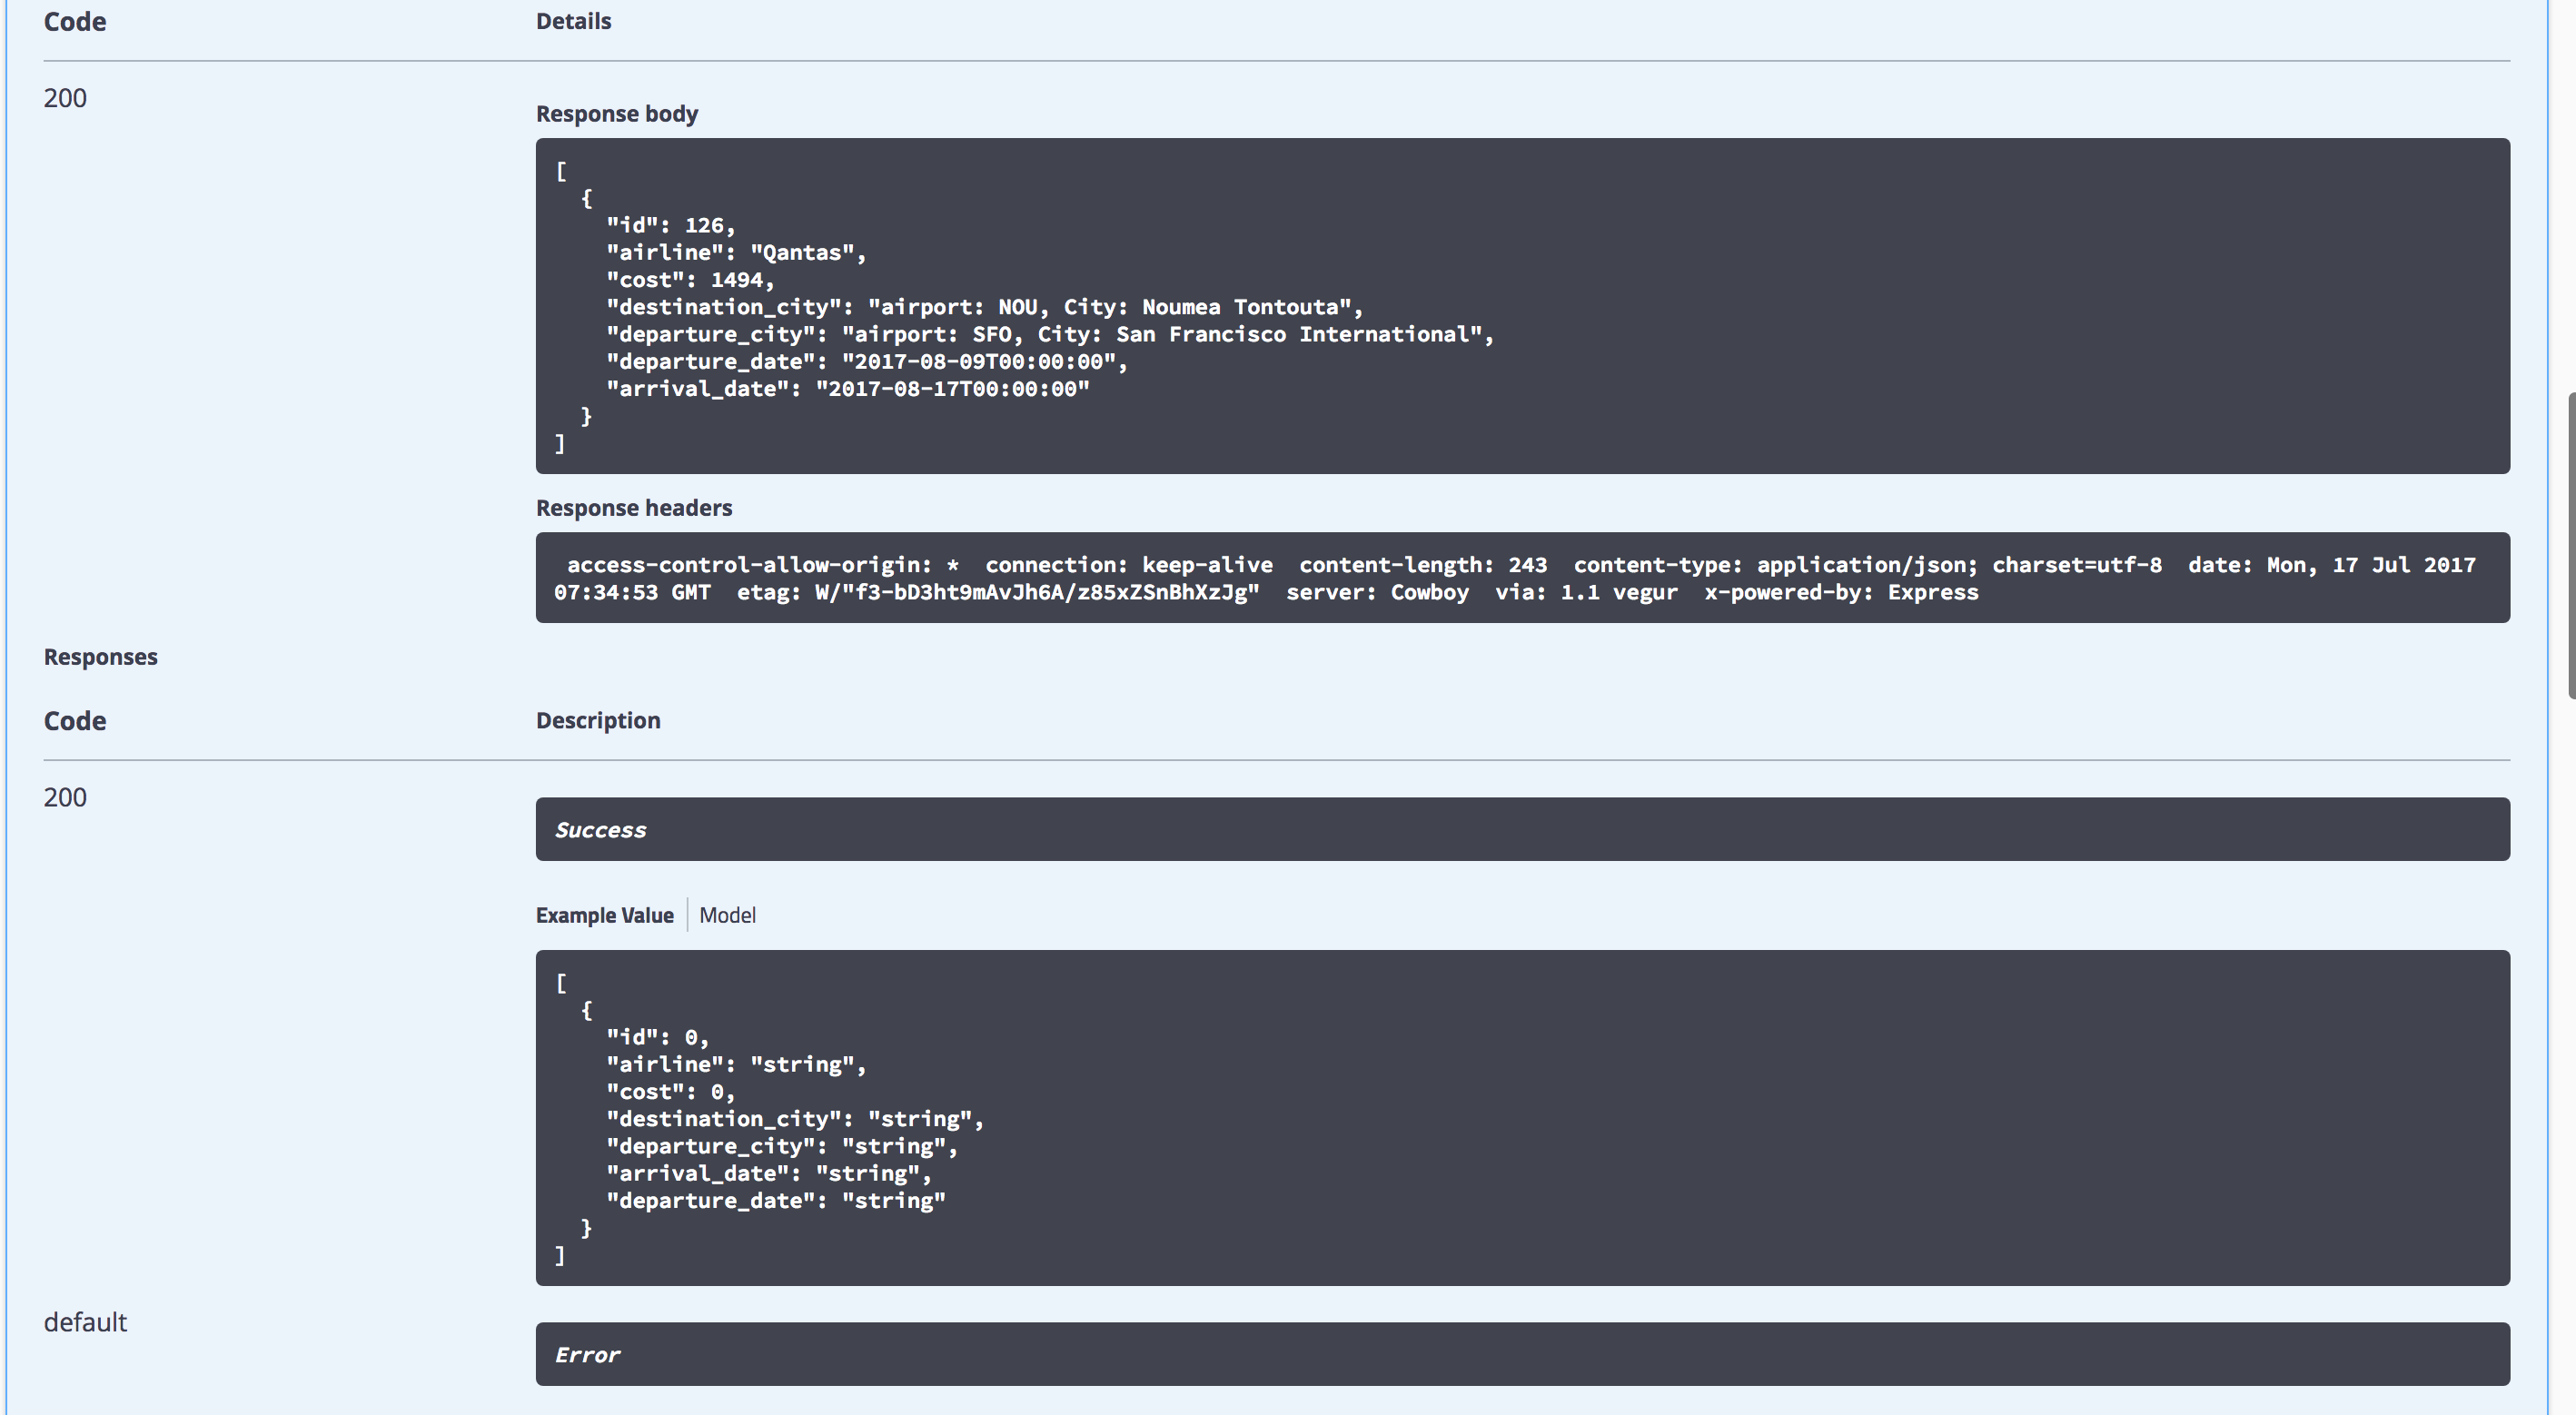 Code Details
200
Response body
[
  {
    "id": 126,
    "airline": "Qantas",
    "cost": 1494,
    "destination_city": "airport: NOU, City: Noumea Tontouta",
    "departure_city": "airport: SFO, City: San Francisco International",
    "departure_date": "2017-08-09T00:00:00",
    "arrival_date": "2017-08-17T00:00:00"
  }
]
Response headers
access-control-allow-origin: *  connection: keep-alive  content-length: 243  content-type: application/json; charset=utf-8  date: Mon, 17 Jul 2017
07:34:53 GMT  etag: W/"f3-bD3ht9mAvJh6A/z85xZSnBhXzJg"  server: Cowboy  via: 1.1 vegur  x-powered-by: Express
Responses
Code Description
200
Success
Example Value Model
[
  {
    "id": 0,
    "airline": "string",
    "cost": 0,
    "destination_city": "string",
    "departure_city": "string",
    "arrival_date": "string",
    "departure_date": "string"
  }
]
default
Error